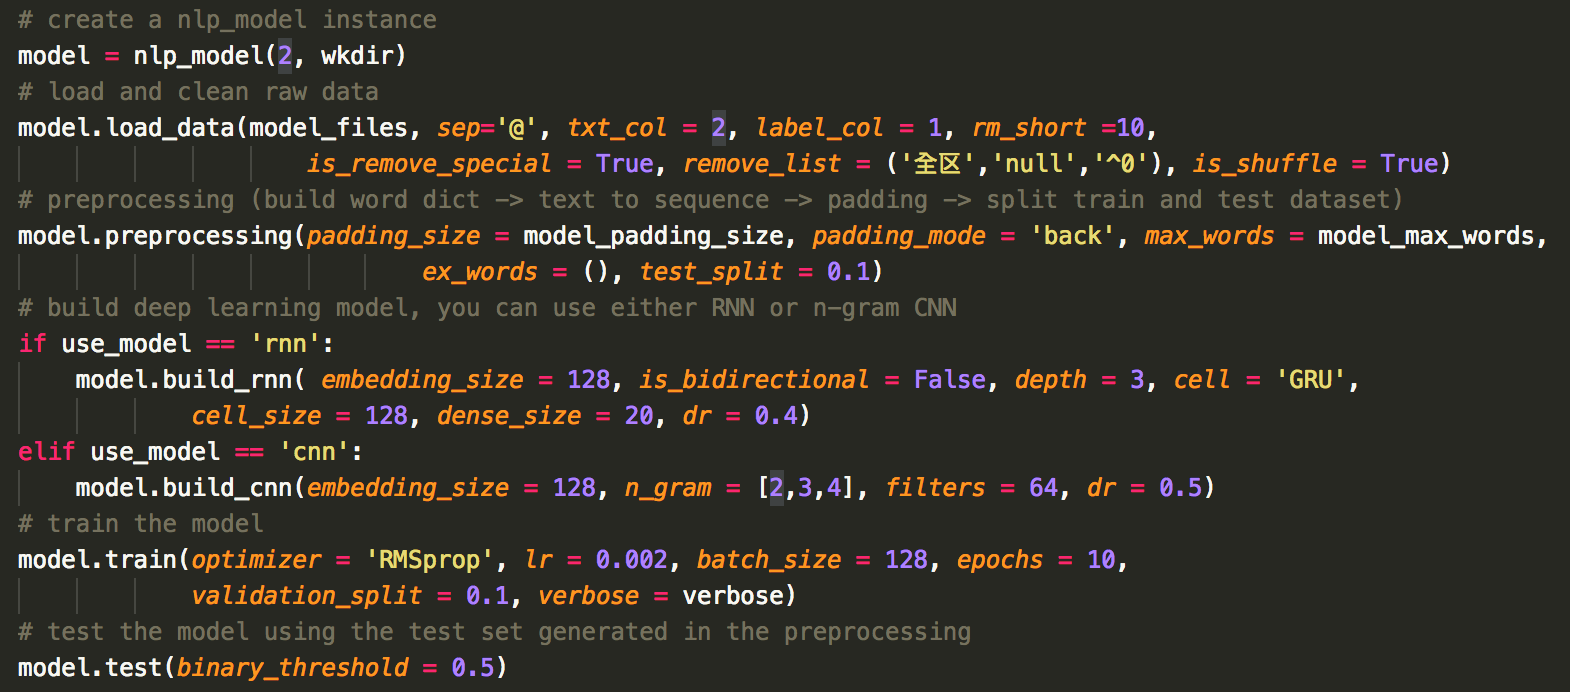 # create a nlp_model instance
model = nlp_model(2, wkdir)
# load and clean raw data
model.load_data(model_files, sep='@', txt_col = 2, label_col = 1, rm_short =10,
is_remove_special = True, remove_list = ('全区','null','^0'), is_shuffle = True)
# preprocessing (build word dict -> text to sequence -> padding -> split train and test dataset)
model.preprocessing(padding_size = model_padding_size, padding_mode = 'back', max_words = model_max_words,
ex_words = (), test_split = 0.1)
# build deep learning model, you can use either RNN or n-gram CNN
if use_model == 'rnn':
model.build_rnn( embedding_size = 128, is_bidirectional = False, depth = 3, cell = 'GRU',
cell_size = 128, dense_size = 20, dr = 0.4)
elif use_model == 'cnn':
model.build_cnn(embedding_size = 128, n_gram = [2,3,4], filters = 64, dr = 0.5)
# train the model
model.train(optimizer = 'RMSprop', lr = 0.002, batch_size = 128, epochs = 10,
validation_split = 0.1, verbose = verbose)
# test the model using the test set generated in the preprocessing
model.test(binary_threshold = 0.5)